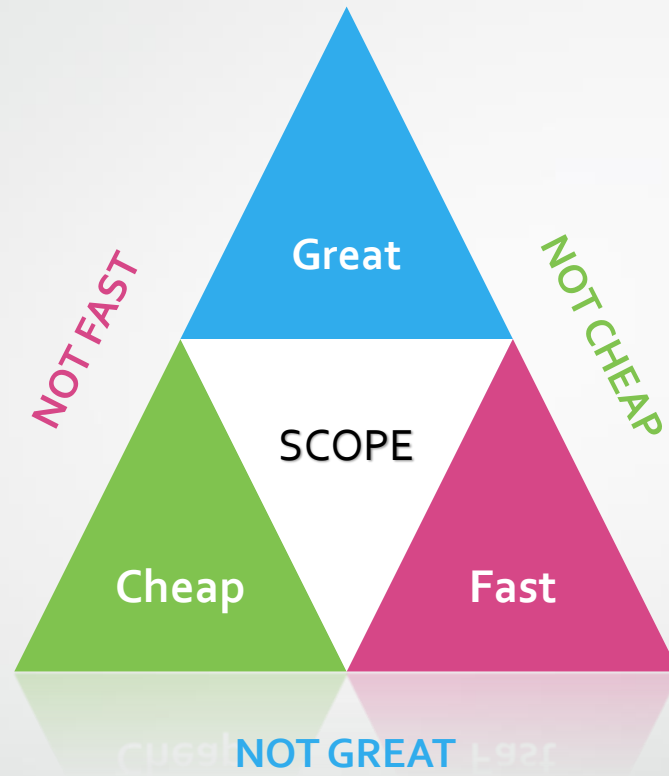 Great
NOT FAST
NOT CHEAP
SCOPE
Cheap
Fast
NOT GREAT